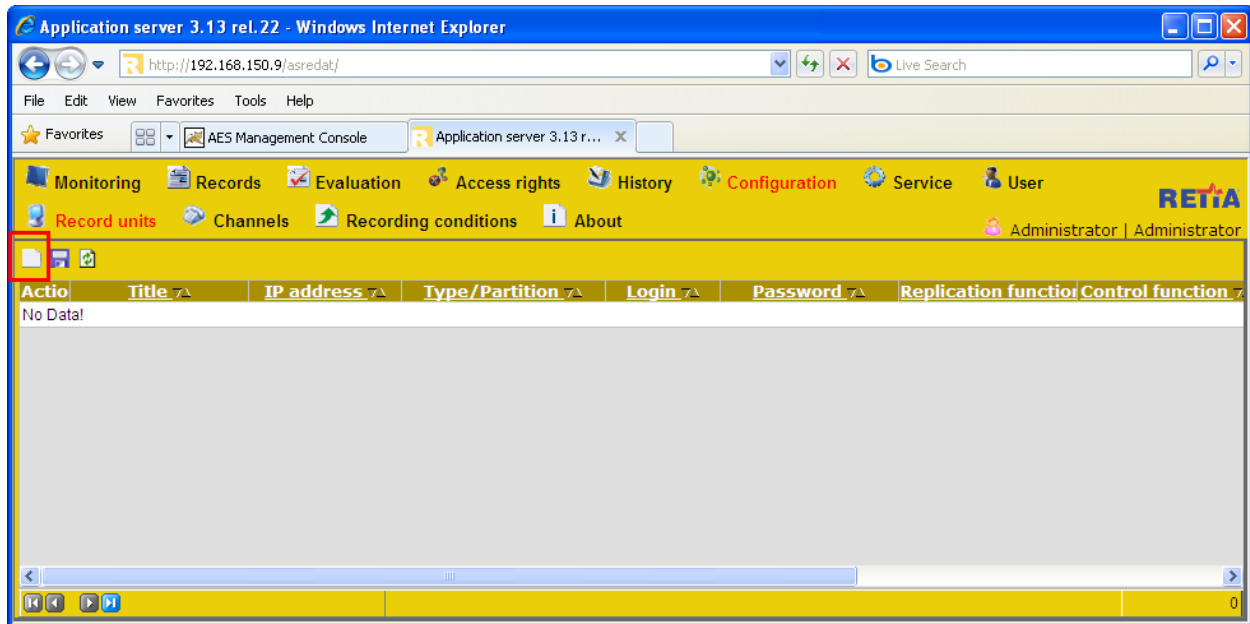 Application server 3.13 rel.22 - Windows Internet Explorer
http://192.168.150.9/asredat/
Live Search
File Edit View Favorites Tools Help
Favorites
AES Management Console
Application server 3.13 r...
Monitoring Records Evaluation Access rights History Configuration Service User
RETIA
Record units Channels Recording conditions About
Administrator | Administrator
Actio Title IP address Type/Partition Login Password Replication function Control function
No Data!
0